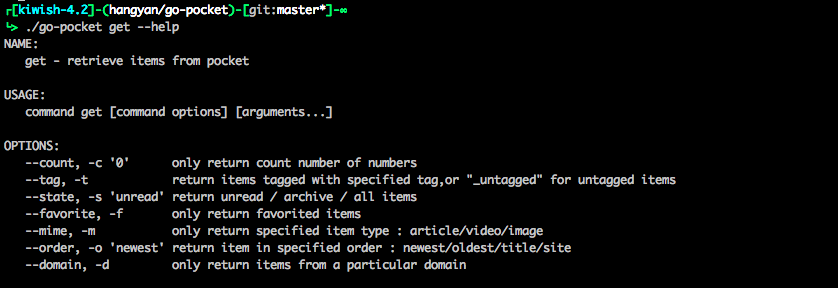 ┌[kiwish-4.2]-(hangyan/go-pocket)-[git:master*]-∞
└> ./go-pocket get --help
NAME:
   get - retrieve items from pocket

USAGE:
   command get [command options] [arguments...]

OPTIONS:
   --count, -c '0'      only return count number of numbers
   --tag, -t            return items tagged with specified tag,or "_untagged" for untagged items
   --state, -s 'unread' return unread / archive / all items
   --favorite, -f       only return favorited items
   --mime, -m           only return specified item type : article/video/image
   --order, -o 'newest' return item in specified order : newest/oldest/title/site
   --domain, -d         only return items from a particular domain